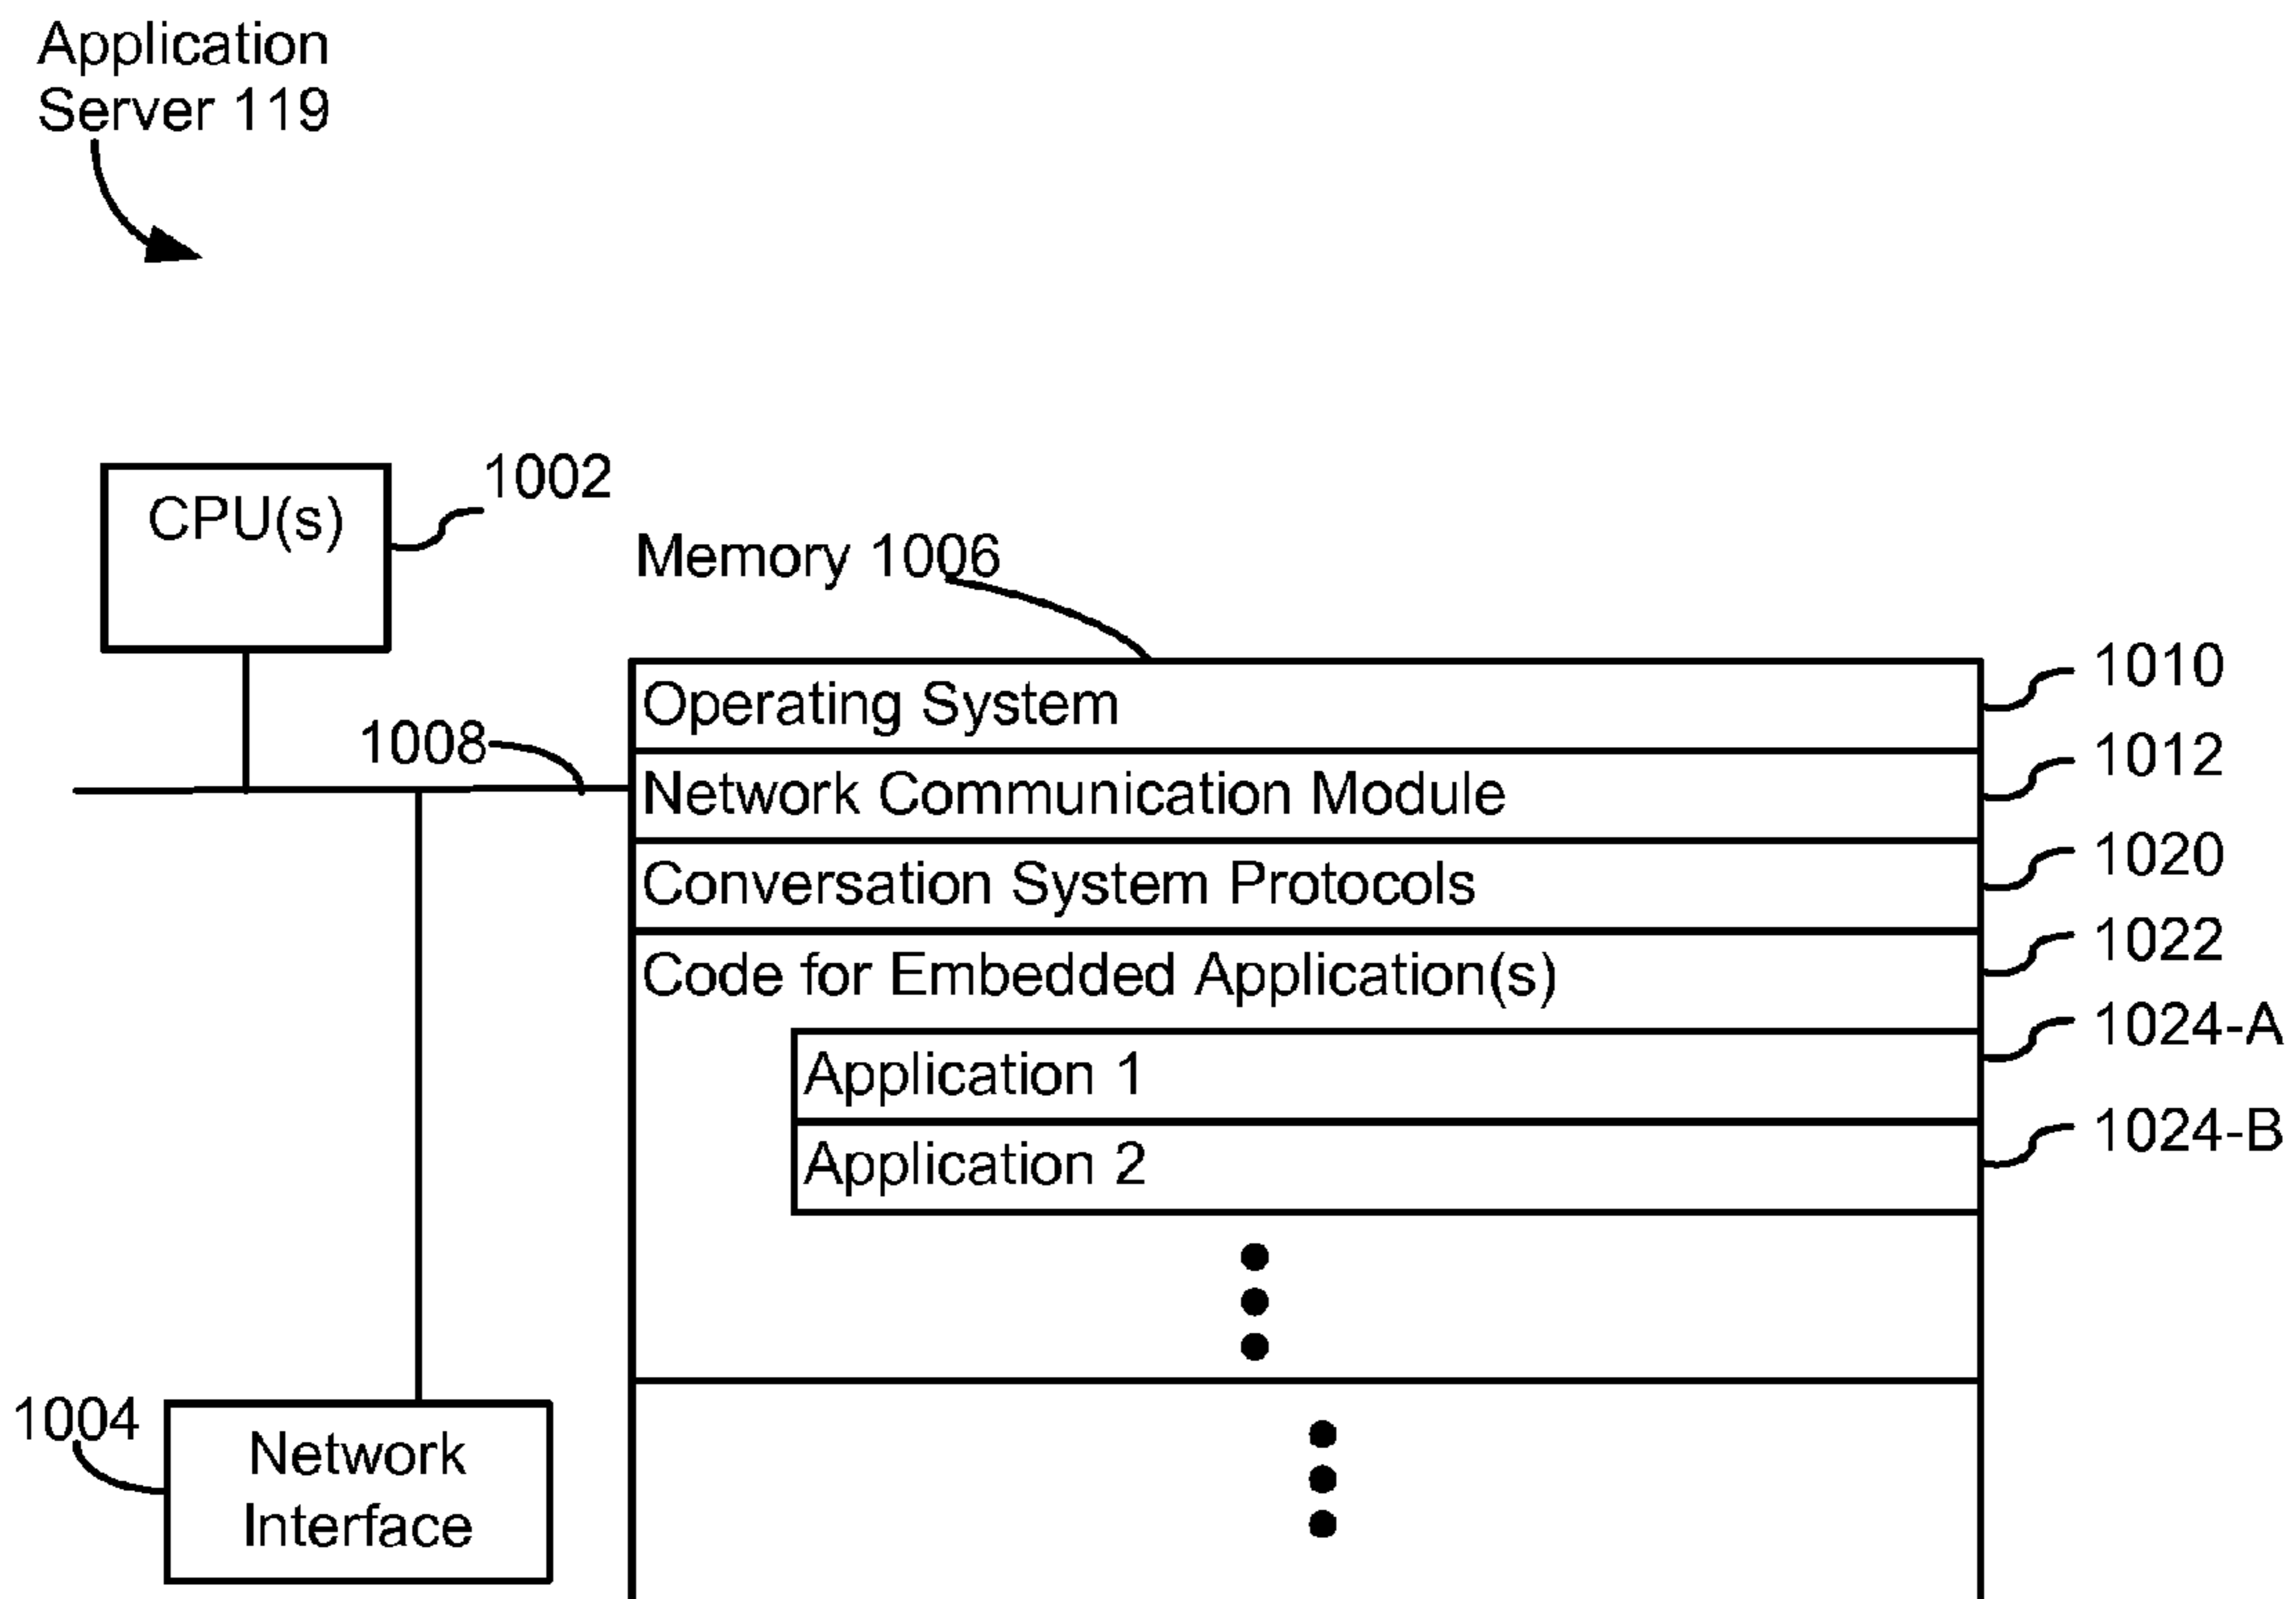 Application
Server 119
CPU(s)
1002
Memory 1006
Operating System
1010
1008
Network Communication Module
1012
Conversation System Protocols
1020
Code for Embedded Application(s)
1022
Application 1
1024-A
Application 2
1024-B
1004
Network
Interface